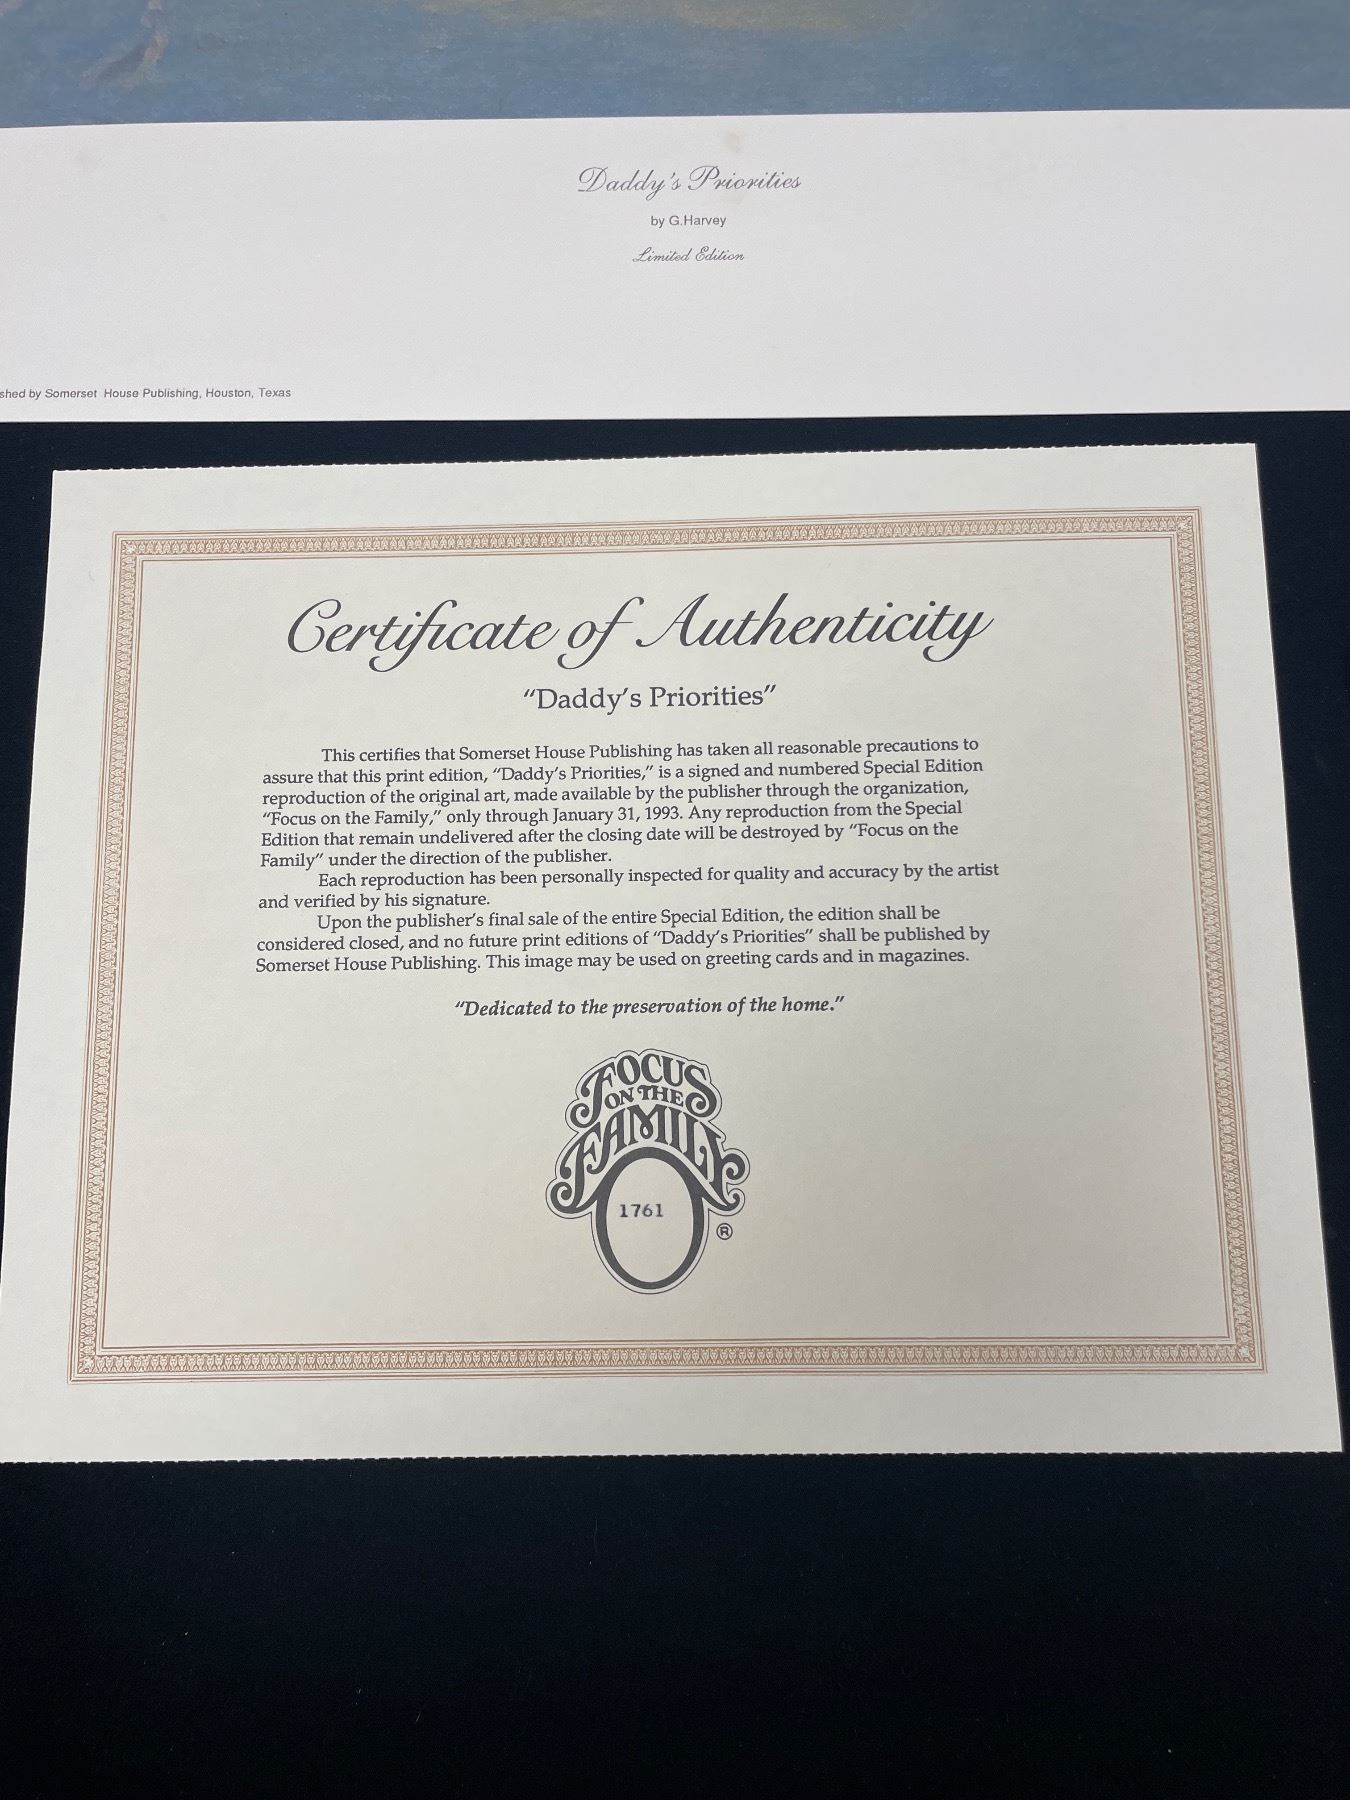 Daddy's Priorities
by G.Harvey
Limited Edition
shed by Somerset House Publishing, Houston, Texas
Certificate of Authenticity
“Daddy’s Priorities”
This certifies that Somerset House Publishing has taken all reasonable precautions to
assure that this print edition, “Daddy’s Priorities,” is a signed and numbered Special Edition
reproduction of the original art, made available by the publisher through the organization,
“Focus on the Family,” only through January 31, 1993. Any reproduction from the Special
Edition that remain undelivered after the closing date will be destroyed by “Focus on the
Family” under the direction of the publisher.
Each reproduction has been personally inspected for quality and accuracy by the artist
and verified by his signature.
Upon the publisher’s final sale of the entire Special Edition, the edition shall be
considered closed, and no future print editions of “Daddy’s Priorities” shall be published by
Somerset House Publishing. This image may be used on greeting cards and in magazines.
“Dedicated to the preservation of the home.”
FOCUS
ON THE
FAMILY
1761
®